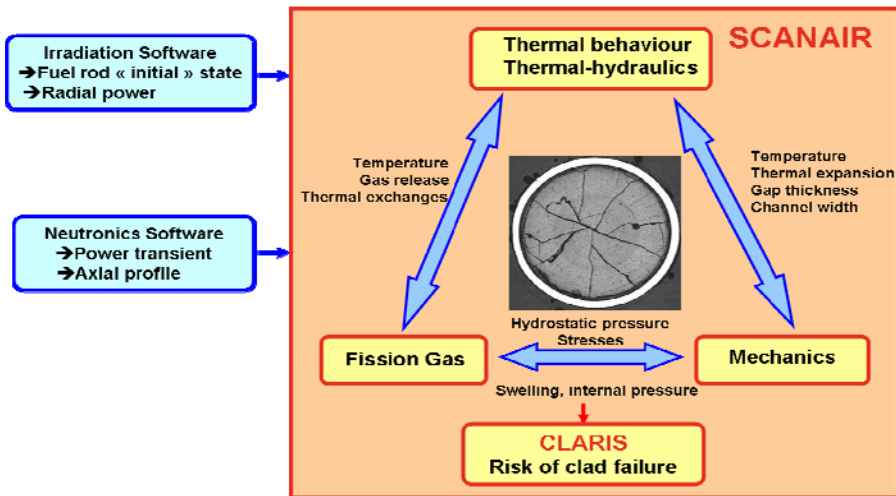 Irradiation Software
➔Fuel rod « initial » state
➔Radial power
Neutronics Software
➔Power transient
➔Axial profile
SCANAIR
Thermal behaviour
Thermal-hydraulics
Temperature
Gas release
Thermal exchanges
Temperature
Thermal expansion
Gap thickness
Channel width
Hydrostatic pressure
Stresses
Fission Gas
Mechanics
Swelling, internal pressure
CLARIS
Risk of clad failure